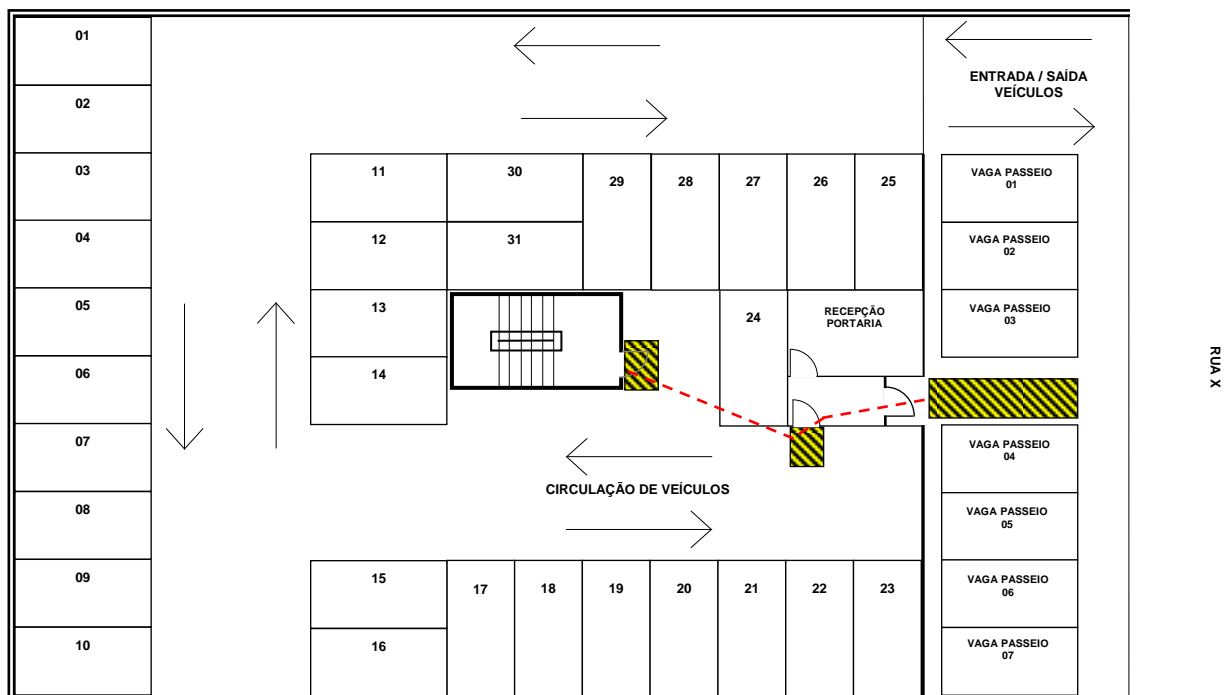 01
ENTRADA / SAÍDA
VEÍCULOS
02
03
11
30
29
28
27
26
25
VAGA PASSEIO
01
04
12
31
VAGA PASSEIO
02
05
13
24
RECEPÇÃO
PORTARIA
VAGA PASSEIO
03
06
14
RUA X
07
VAGA PASSEIO
04
CIRCULAÇÃO DE VEÍCULOS
08
VAGA PASSEIO
05
09
15
17
18
19
20
21
22
23
VAGA PASSEIO
06
10
16
VAGA PASSEIO
07